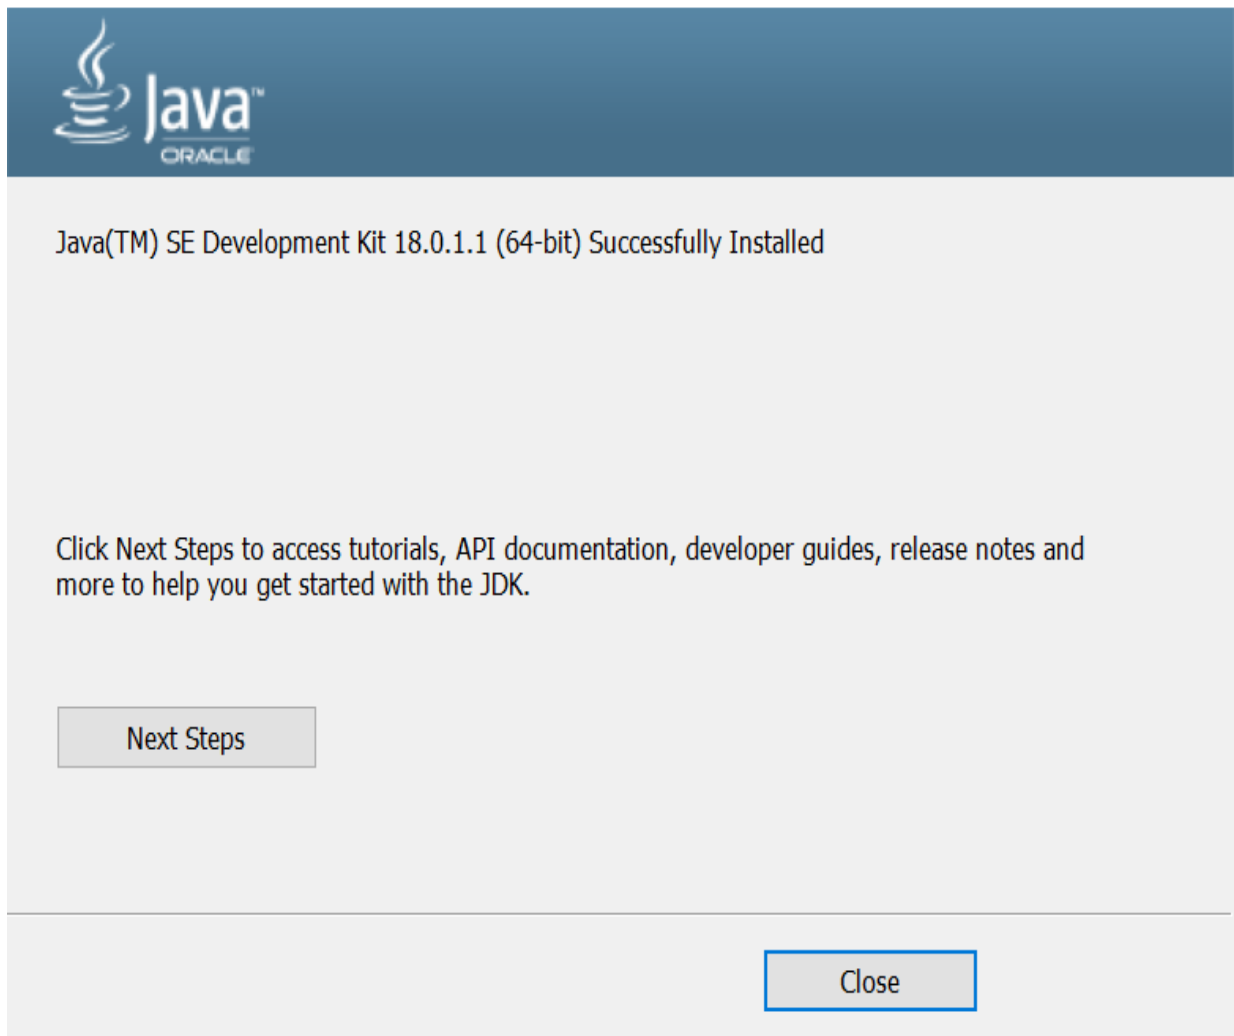 Java™
ORACLE
Java(TM) SE Development Kit 18.0.1.1 (64-bit) Successfully Installed
Click Next Steps to access tutorials, API documentation, developer guides, release notes and
more to help you get started with the JDK.
Next Steps
Close